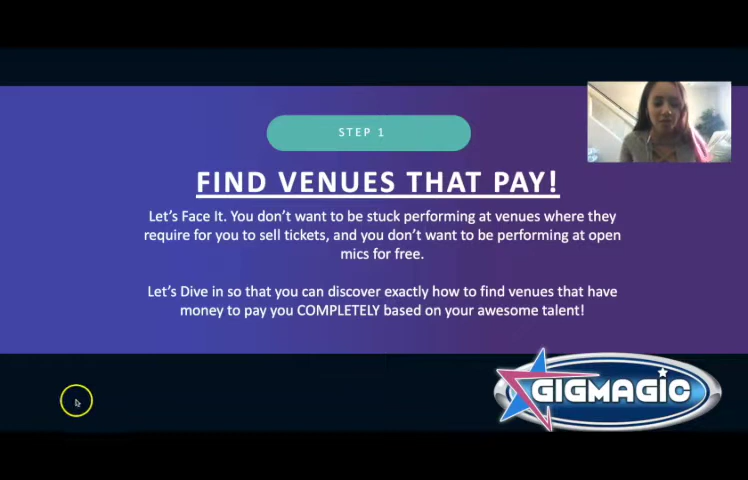 STEP 1
FIND VENUES THAT PAY!
Let's Face It. You don't want to be stuck performing at venues where they
require for you to sell tickets, and you don't want to be performing at open
mics for free.
Let's Dive in so that you can discover exactly how to find venues that have
money to pay you COMPLETELY based on your awesome talent!
GIGMAGIC